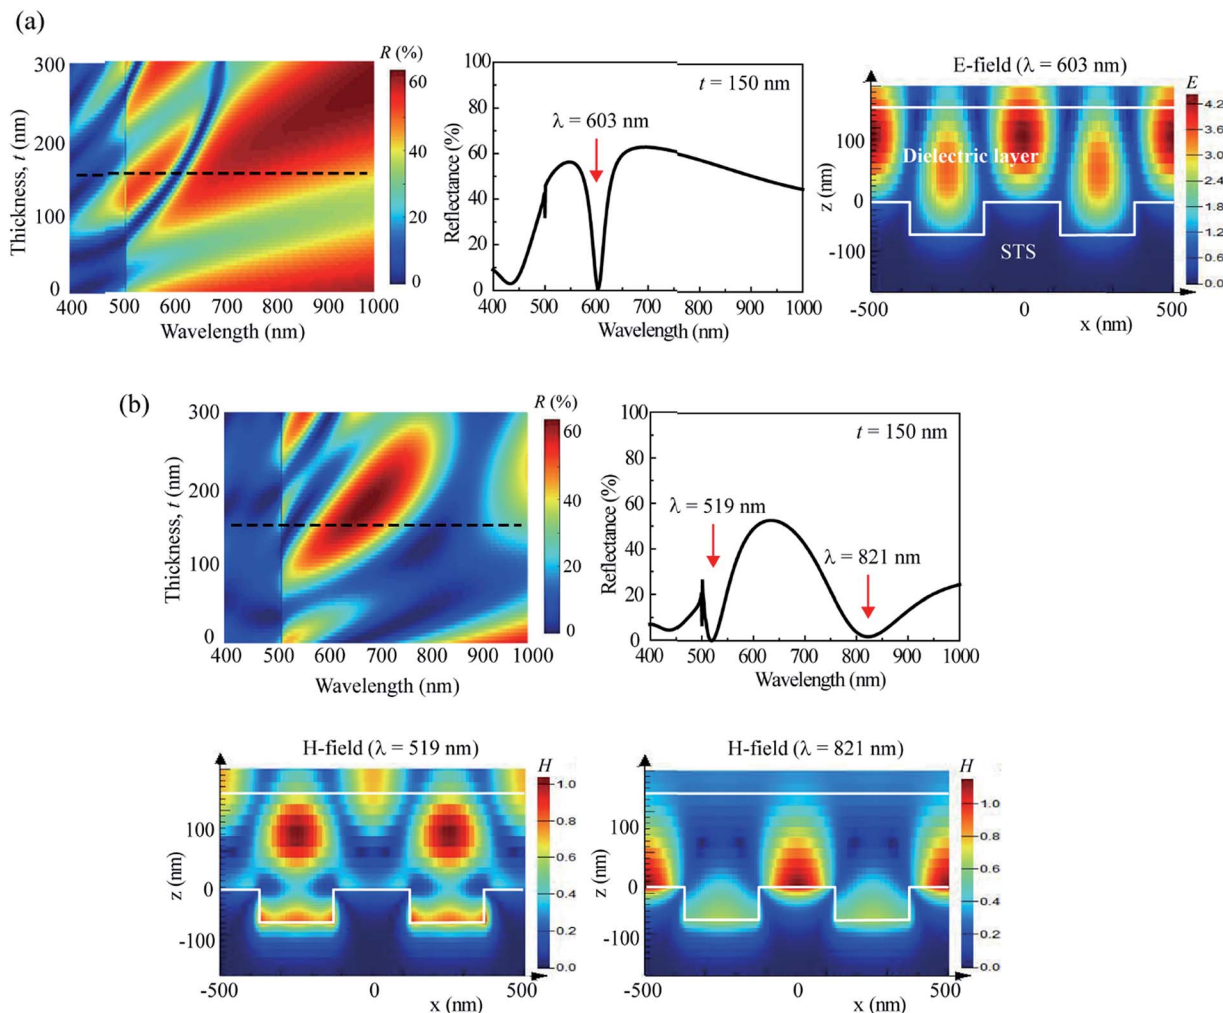 (a)
R (%)
300
200
100
0
Thickness, t (nm)
400 500 600 700 800 900 1000
Wavelength (nm)
60
40
20
0
100
80
60
40
20
0
Reflectance (%)
t = 150 nm
λ = 603 nm
400 500 600 700 800 900 1000
Wavelength (nm)
E-field (λ = 603 nm)
E
4.2
3.6
3.0
2.4
1.8
1.2
0.6
0.0
100
0
-100
z (nm)
Dielectric layer
STS
-500 0 500
x (nm)
(b)
R (%)
300
200
100
0
Thickness, t (nm)
400 500 600 700 800 900 1000
Wavelength (nm)
60
40
20
0
100
80
60
40
20
0
Reflectance (%)
t = 150 nm
λ = 519 nm
λ = 821 nm
400 500 600 700 800 900 1000
Wavelength (nm)
H-field (λ = 519 nm)
H
1.0
0.8
0.6
0.4
0.2
0.0
100
0
-100
z (nm)
-500 0 500
x (nm)
H-field (λ = 821 nm)
H
1.0
0.8
0.6
0.4
0.2
0.0
100
0
-100
z (nm)
-500 0 500
x (nm)